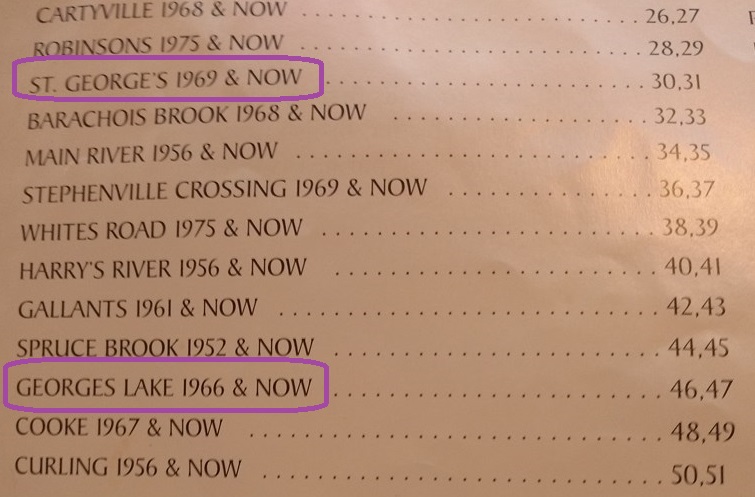 CARTYVILLE 1968 & NOW ........................ 26,27
ROBINSONS 1975 & NOW ........................ 28,29
ST. GEORGE'S 1969 & NOW ........................ 30,31
BARACHOIS BROOK 1968 & NOW .................. 32,33
MAIN RIVER 1956 & NOW ........................ 34,35
STEPHENVILLE CROSSING 1969 & NOW .............. 36,37
WHITES ROAD 1975 & NOW ...................... 38,39
HARRY'S RIVER 1956 & NOW ...................... 40,41
GALLANTS 1961 & NOW .......................... 42,43
SPRUCE BROOK 1952 & NOW ...................... 44,45
GEORGES LAKE 1966 & NOW ...................... 46,47
COOKE 1967 & NOW ............................ 48,49
CURLING 1956 & NOW .......................... 50,51